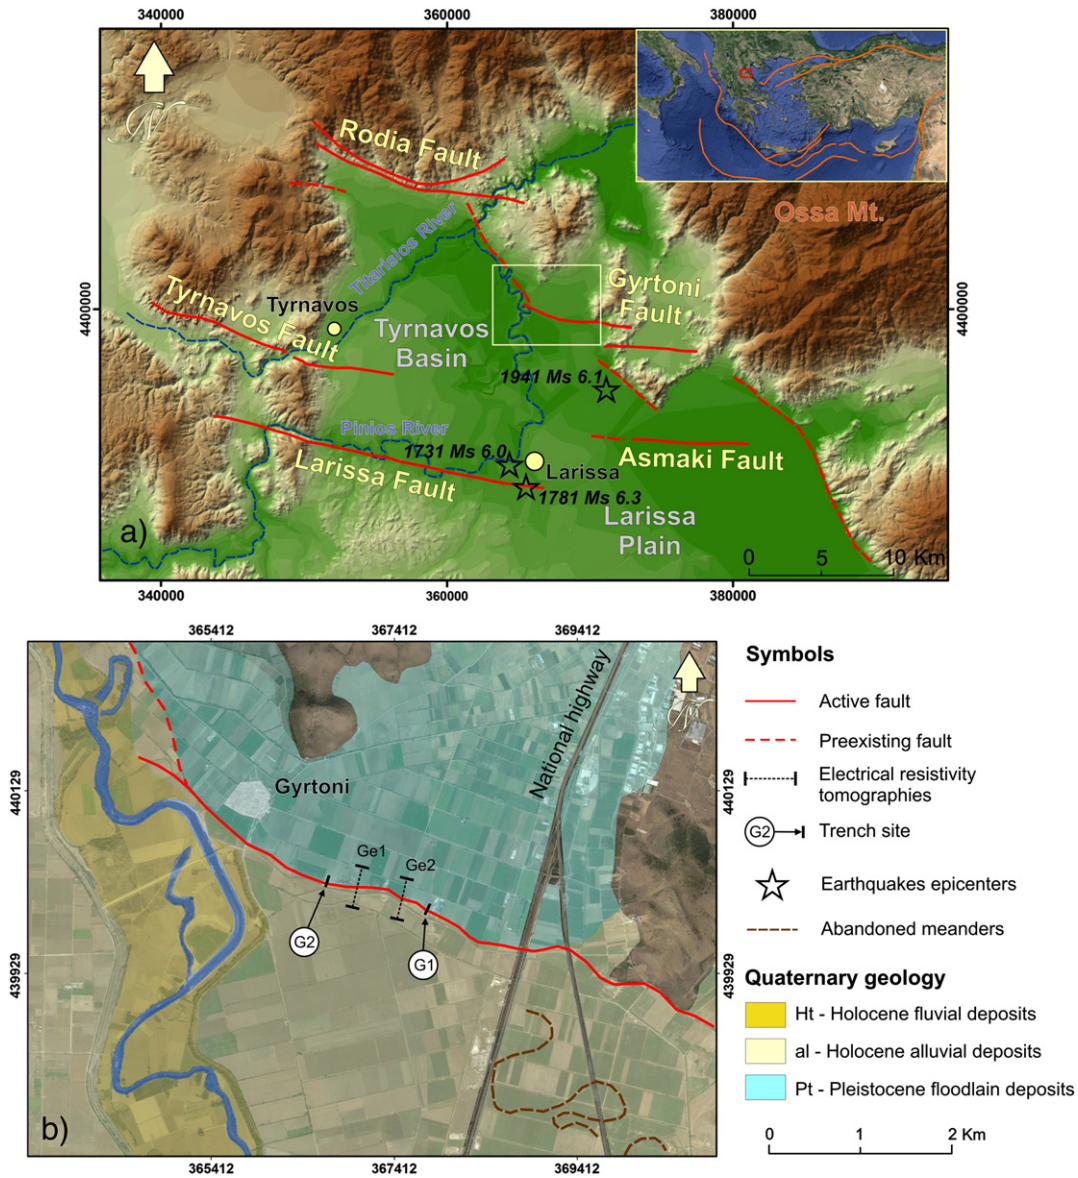 340000
360000
380000
N
Rodia Fault
Ossa Mt.
Titarisios River
Gyrtoni
Fault
4400000
4400000
Tyrnavos Fault
Tyrnavos
Tyrnavos
Basin
1941 Ms 6.1
Pinios River
1731 Ms 6.0
Larissa Fault
Larissa
1781 Ms 6.3
Asmaki Fault
Larissa
Plain
a)
0 5 10 Km
340000
360000
380000
365412
367412
369412
Symbols
N
National highway
Active fault
Preexisting fault
Gyrtoni
440129
440129
Electrical resistivity
tomographies
G2
Trench site
Ge1
Ge2
Earthquakes epicenters
G2
G1
Abandoned meanders
439929
439929
Quaternary geology
Ht - Holocene fluvial deposits
al - Holocene alluvial deposits
Pt - Pleistocene floodlain deposits
b)
0 1 2 Km
365412
367412
369412